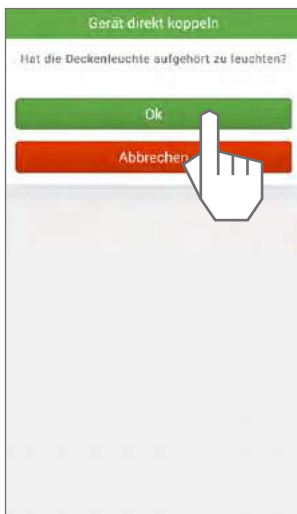 Gerät direkt koppeln
Hat die Deckenleuchte aufgehört zu leuchten?
Ok
Abbrechen